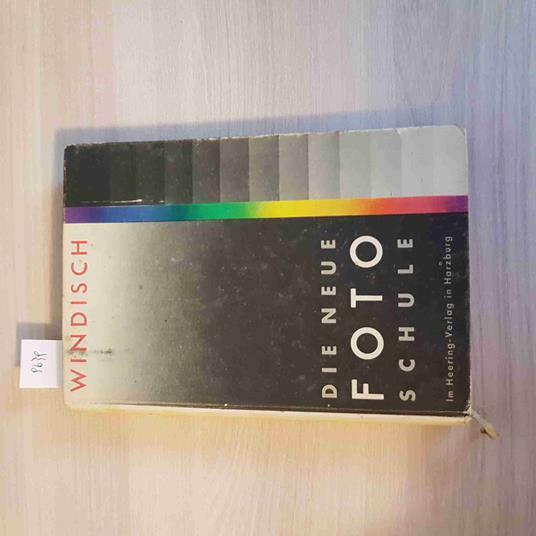 WINDISCH
DIE NEUE
FOTO
SCHULE
Im Heering-Verlag in Harzburg